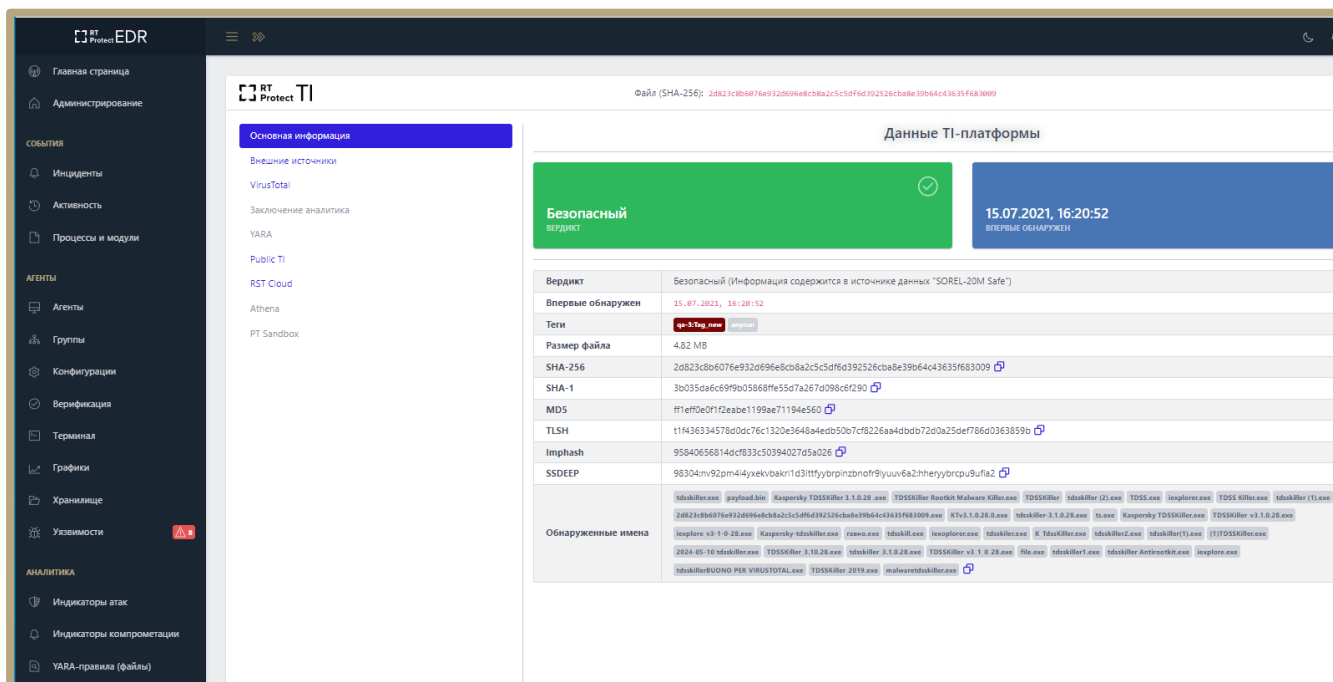 RT Protect EDR
Главная страница
Администрирование
СОБЫТИЯ
Инциденты
Активность
Процессы и модули
АГЕНТЫ
Агенты
Группы
Конфигурации
Верификация
Терминал
Графики
Хранилище
Уязвимости 8
АНАЛИТИКА
Индикаторы атак
Индикаторы компрометации
YARA-правила (файлы)
RT Protect TI
Файл (SHA-256): 2d823c8b6076e932d696e8cb8a2c5c5df6d392526cba8e39b64c43635f683009
Основная информация
Внешние источники
VirusTotal
Заключение аналитика
YARA
Public TI
RST Cloud
Athena
PT Sandbox
Данные TI-платформы
Безопасный
ВЕРДИКТ
15.07.2021, 16:20:52
ВПЕРВЫЕ ОБНАРУЖЕН
Вердикт Безопасный (Информация содержится в источнике данных "SOREL-20M Safe")
Впервые обнаружен 15.07.2021, 16:20:52
Теги qa-3:Tag_new anyrun
Размер файла 4.82 MB
SHA-256 2d823c8b6076e932d696e8cb8a2c5c5df6d392526cba8e39b64c43635f683009
SHA-1 3b035da6c69f9b05868ffe55d7a267d098c6f290
MD5 ff1eff0e0f1f2eabe1199ae71194e560
TLSH t1f436334578d0dc76c1320e3648a4edb50b7cf8226aa4dbdb72d0a25def786d0363859b
Imphash 95840656814dcf833c50394027d5a026
SSDEEP
Обнаруженные имена
tdsskiller.exe payload.bin Kaspersky TDSSKiller 3.1.0.28 .exe TDSSKiller Rootkit Malware Killer.exe TDSSKiller tdsskiller (2).exe TDSS.exe iexplorer.exe TDSS Killer.exe tdsskiller (1).exe
2d823c8b6076e932d696e8cb8a2c5c5df6d392526cba8e39b64c43635f683009.exe KTv3.1.0.28.0.exe tdsskiller-3.1.0.28.exe ts.exe Kaspersky TDSSKiller.exe TDSSKiller v3.1.0.28.exe
iexplore v3-1-0-28.exe Kaspersky-tdsskiller.exe равно.exe tdsskill.exe iexoplorer.exe tdsskiler.exe K_TdssKiller.exe tdsskiller2.exe tdsskiller(1).exe (1)TDSSKiller.exe
2024-05-10 tdsskiller.exe TDSSKiller 3.10.28.exe tdsskiller 3.1.0.28.exe TDSSKiller_v3_1_0_28.exe file.exe tdsskiller1.exe tdsskiller Antirootkit.exe iexplore.exe
tdsskillerBUONO PER VIRUSTOTAL.exe TDSSKiller 2019.exe malwaretdsskiller.exe